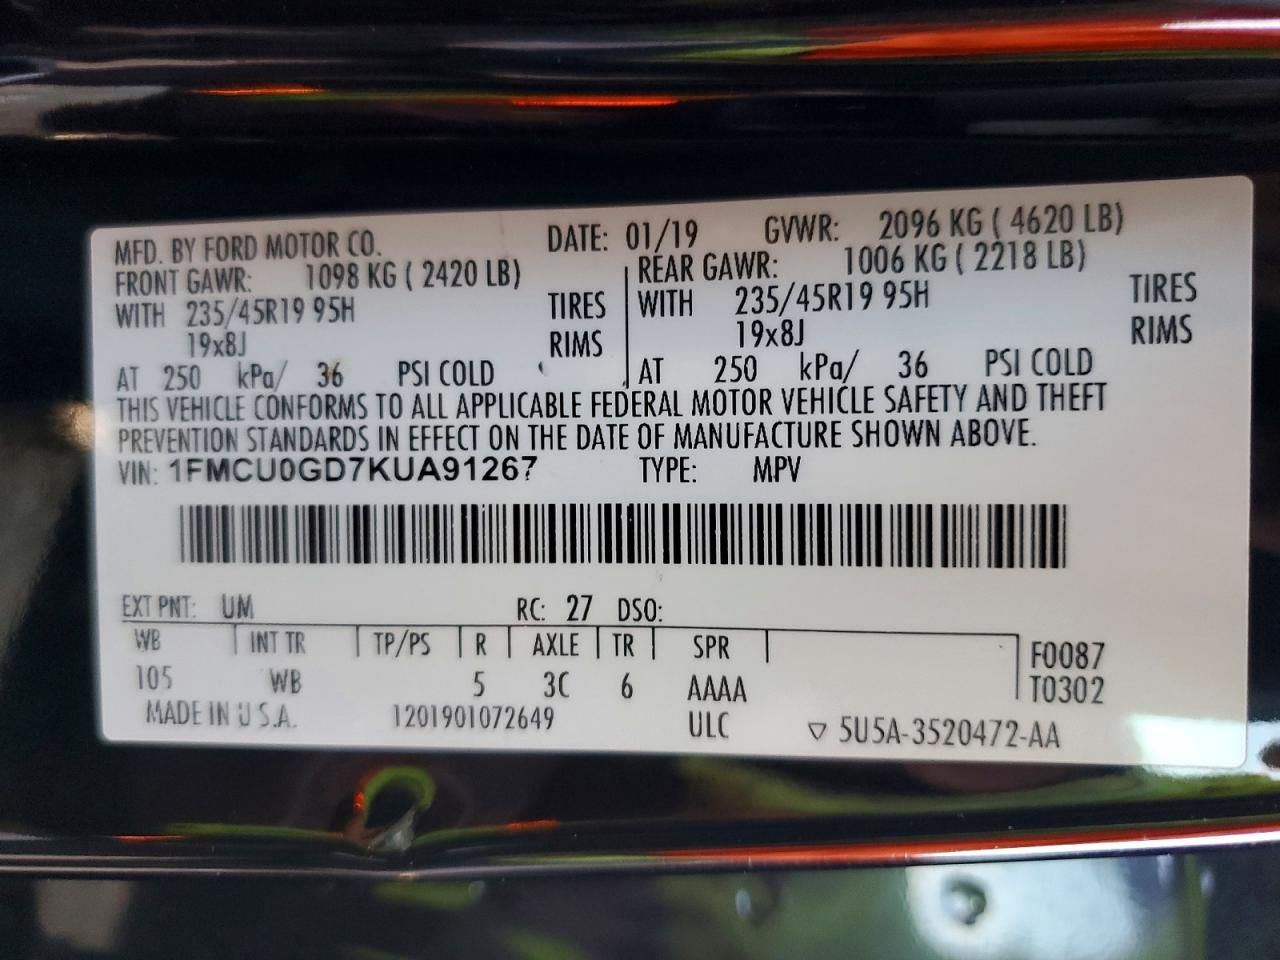 MFD. BY FORD MOTOR CO. DATE: 01/19 GVWR: 2096 KG ( 4620 LB)
FRONT GAWR: 1098 KG ( 2420 LB) REAR GAWR: 1006 KG ( 2218 LB)
WITH 235/45R19 95H TIRES WITH 235/45R19 95H TIRES
19x8J RIMS 19x8J RIMS
AT 250 kPa/ 36 PSI COLD AT 250 kPa/ 36 PSI COLD
THIS VEHICLE CONFORMS TO ALL APPLICABLE FEDERAL MOTOR VEHICLE SAFETY AND THEFT
PREVENTION STANDARDS IN EFFECT ON THE DATE OF MANUFACTURE SHOWN ABOVE.
VIN: 1FMCU0GD7KUA91267 TYPE: MPV
EXT PNT: UM RC: 27 DSO:
WB INT TR TP/PS R AXLE TR SPR F0087
105 WB 5 3C 6 AAAA T0302
MADE IN U.S.A. 1201901072649 ULC ▽ 5U5A-3520472-AA